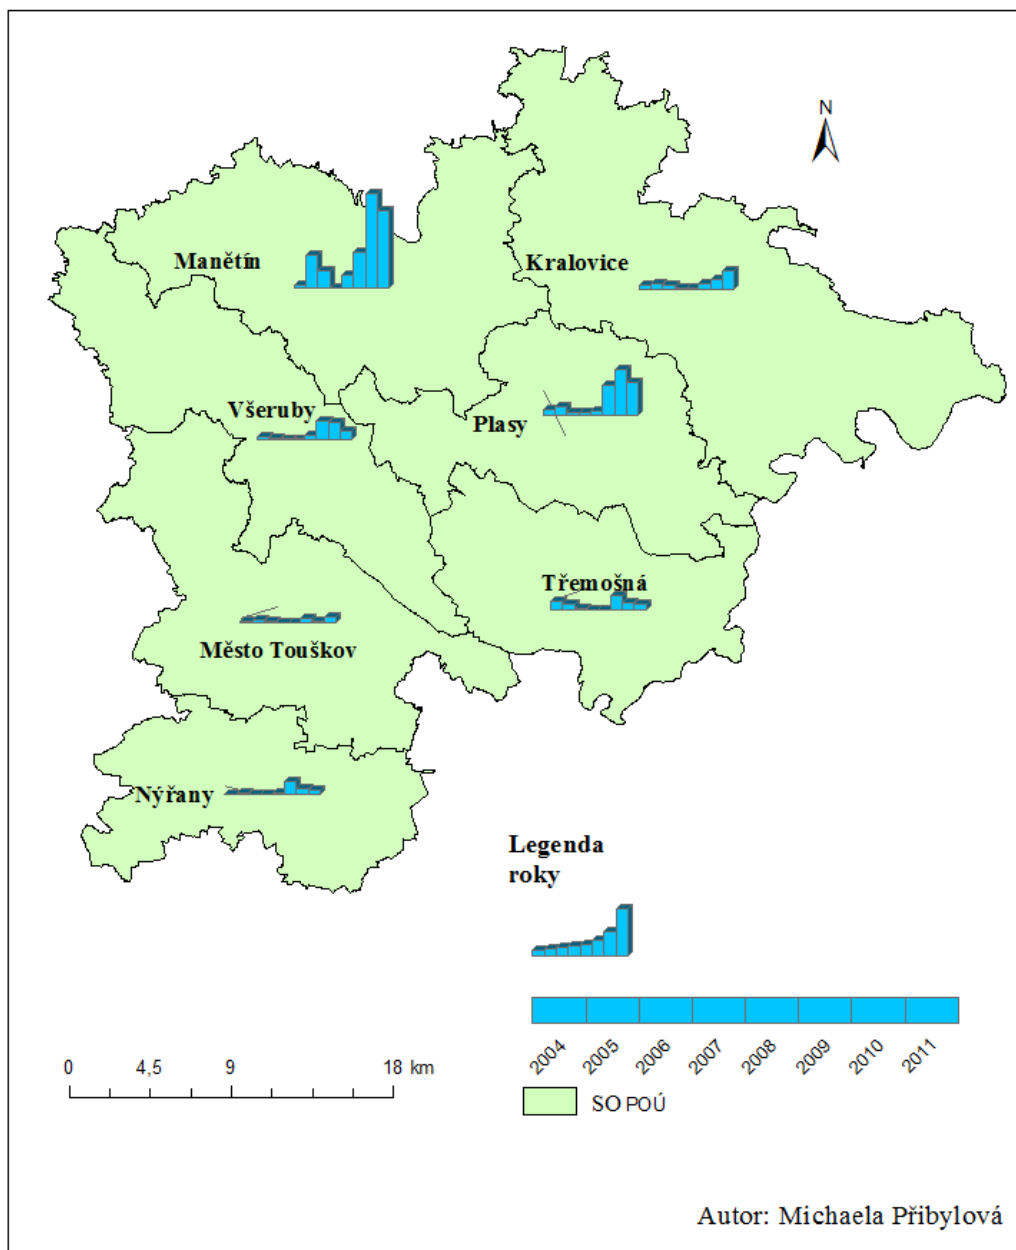 N
Manětín
Kralovice
Všeruby
Plasy
Třemošná
Město Touškov
Nýřany
Legenda
roky
2004 2005 2006 2007 2008 2009 2010 2011
0 4,5 9 18 km
SO POÚ
Autor: Michaela Přibylová